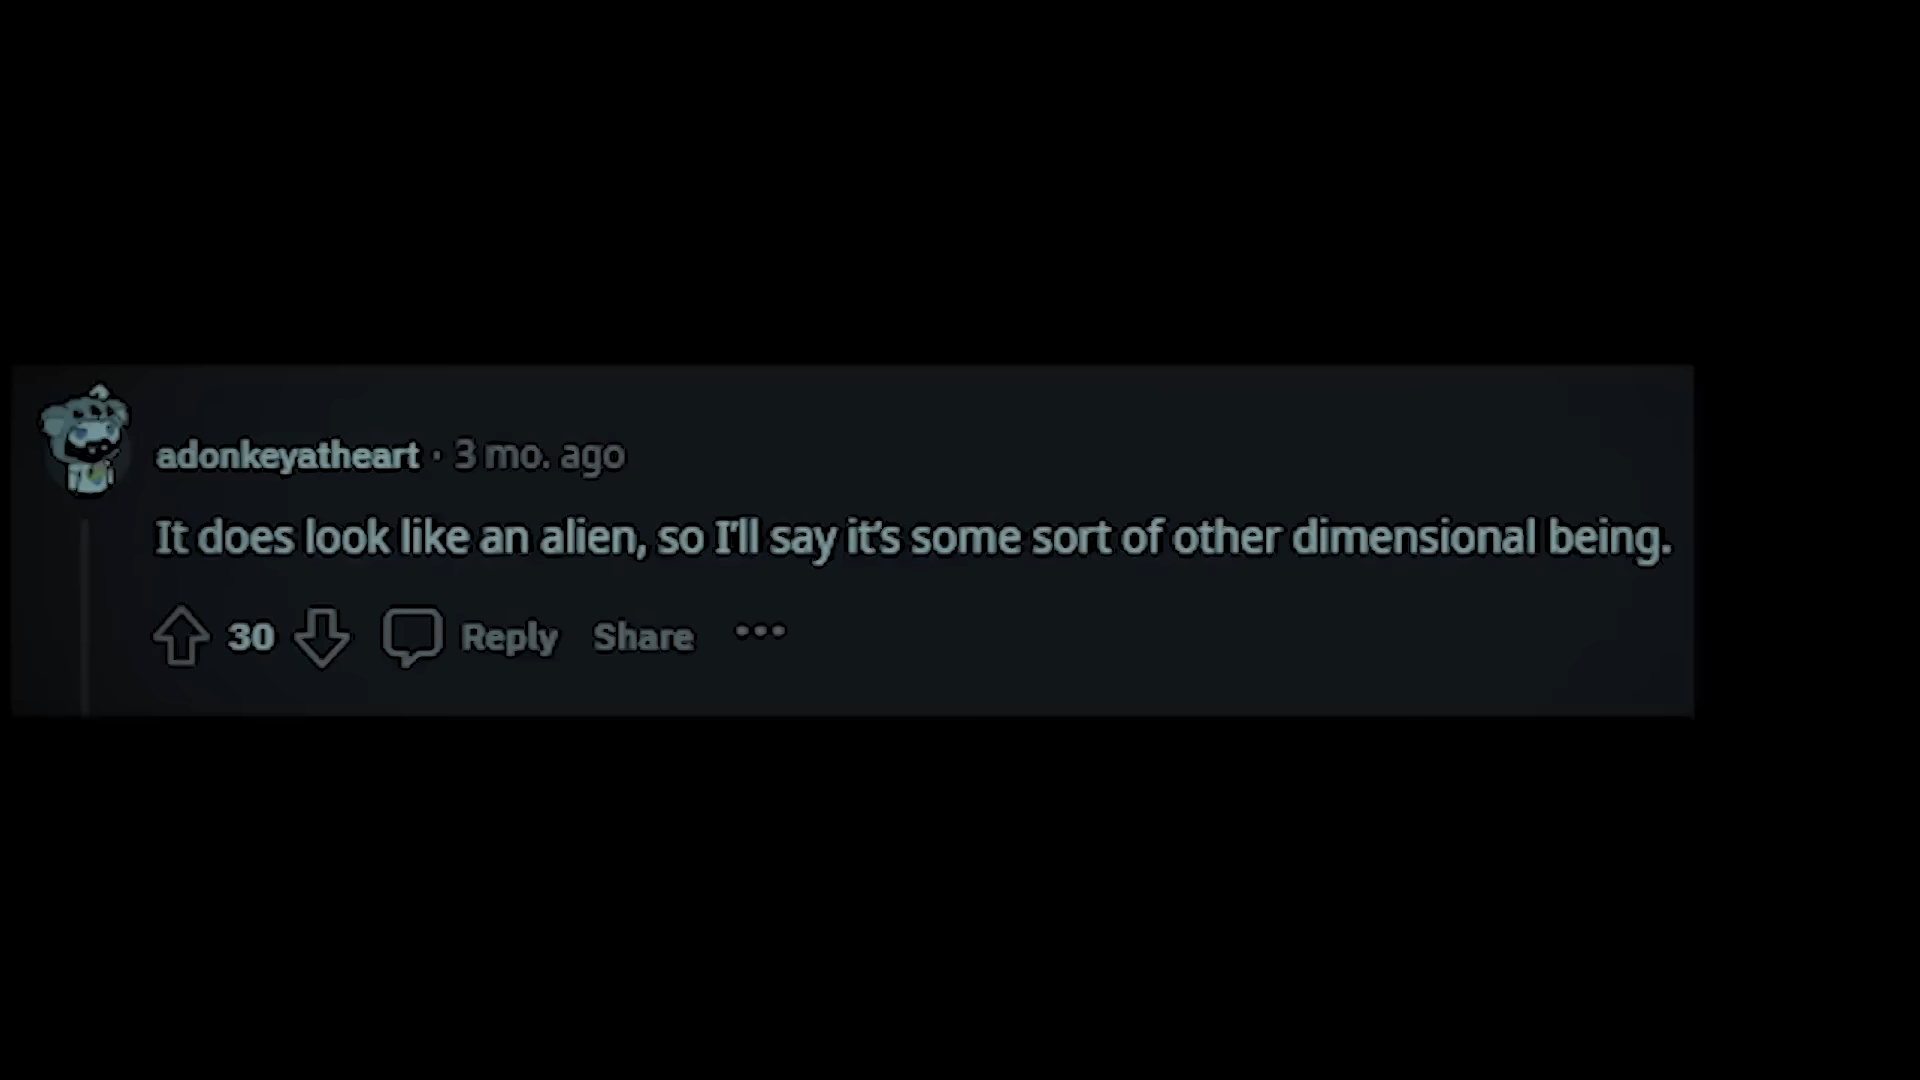 adonkeyatheart · 3 mo. ago
It does look like an alien, so I'll say it's some sort of other dimensional being.
30 Reply Share ...